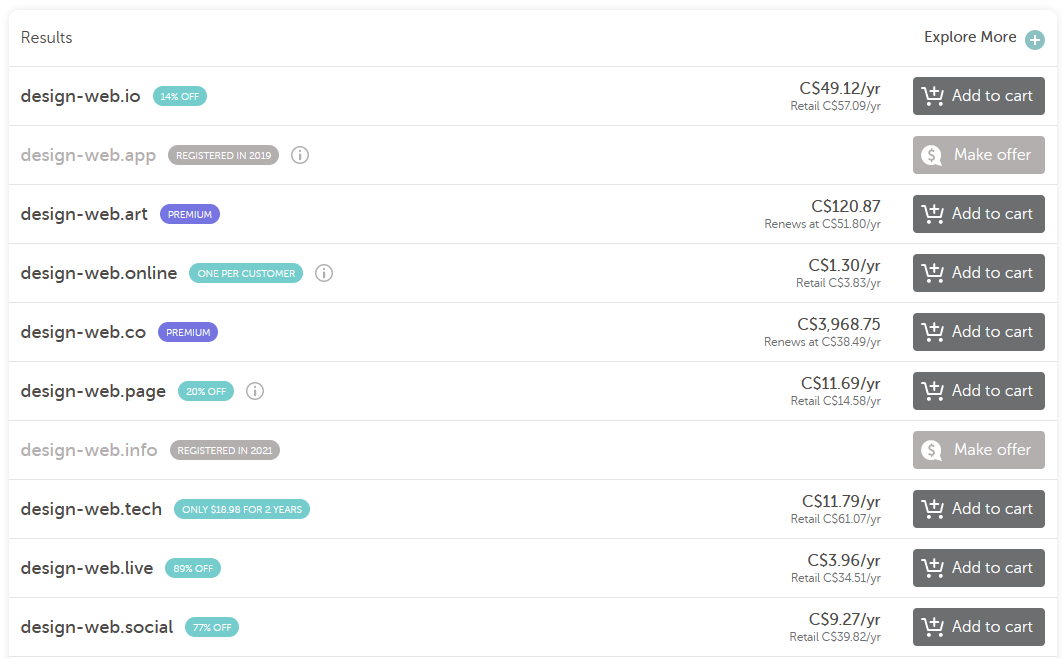 Results
Explore More
design-web.io 14% OFF C$49.12/yr Add to cart
Retail C$57.09/yr
design-web.app REGISTERED IN 2019 Make offer
design-web.art PREMIUM C$120.87 Add to cart
Renews at C$51.80/yr
design-web.online ONE PER CUSTOMER C$1.30/yr Add to cart
Retail C$3.83/yr
design-web.co PREMIUM C$3,968.75 Add to cart
Renews at C$38.49/yr
design-web.page 20% OFF C$11.69/yr Add to cart
Retail C$14.58/yr
design-web.info REGISTERED IN 2021 Make offer
design-web.tech ONLY $18.98 FOR 2 YEARS C$11.79/yr Add to cart
Retail C$61.07/yr
design-web.live 89% OFF C$3.96/yr Add to cart
Retail C$34.51/yr
design-web.social 77% OFF C$9.27/yr Add to cart
Retail C$39.82/yr